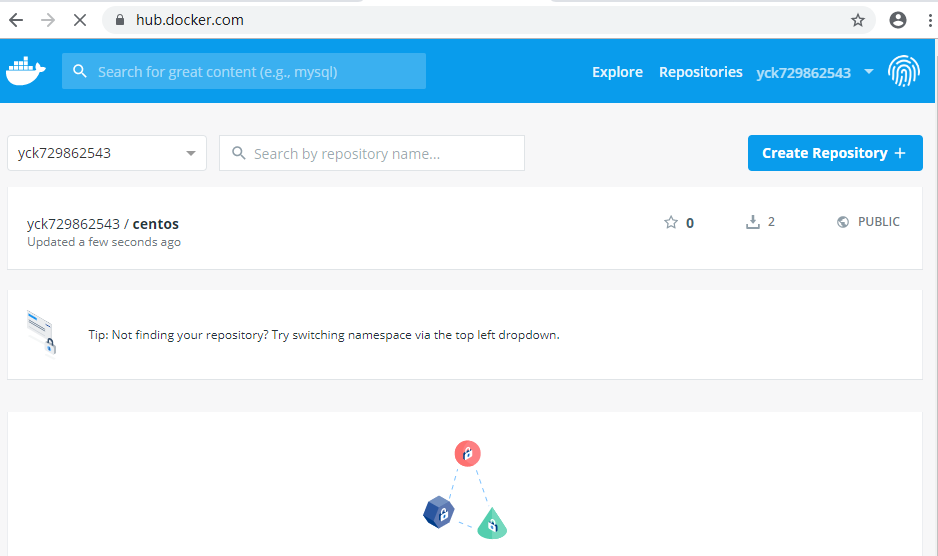 hub.docker.com
Search for great content (e.g., mysql)
Explore
Repositories
yck729862543
yck729862543
Search by repository name...
Create Repository +
yck729862543 / centos
0
2
PUBLIC
Updated a few seconds ago
Tip: Not finding your repository? Try switching namespace via the top left dropdown.